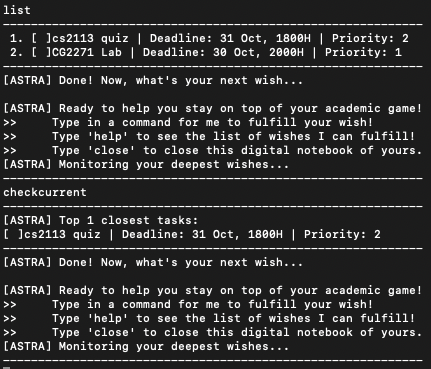 list
 1. [ ]cs2113 quiz | Deadline: 31 Oct, 1800H | Priority: 2
 2. [ ]CG2271 Lab | Deadline: 30 Oct, 2000H | Priority: 1
[ASTRA] Done! Now, what's your next wish...
[ASTRA] Ready to help you stay on top of your academic game!
>>     Type in a command for me to fulfill your wish!
>>     Type 'help' to see the list of wishes I can fulfill!
>>     Type 'close' to close this digital notebook of yours.
[ASTRA] Monitoring your deepest wishes...
checkcurrent
[ASTRA] Top 1 closest tasks:
[ ]cs2113 quiz | Deadline: 31 Oct, 1800H | Priority: 2
[ASTRA] Done! Now, what's your next wish...
[ASTRA] Ready to help you stay on top of your academic game!
>>     Type in a command for me to fulfill your wish!
>>     Type 'help' to see the list of wishes I can fulfill!
>>     Type 'close' to close this digital notebook of yours.
[ASTRA] Monitoring your deepest wishes...